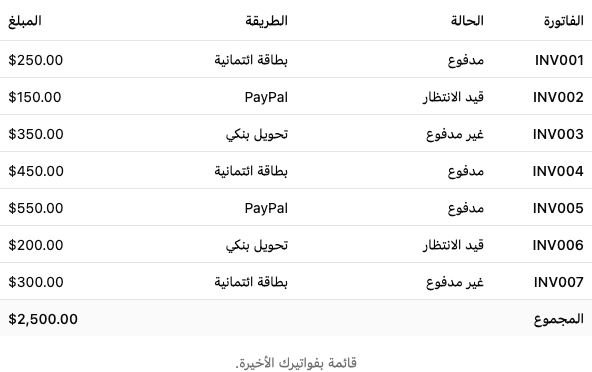 الفاتورة الحالة الطريقة المبلغ
INV001 مدفوع بطاقة ائتمانية $250.00
INV002 قيد الانتظار PayPal $150.00
INV003 غير مدفوع تحويل بنكي $350.00
INV004 مدفوع بطاقة ائتمانية $450.00
INV005 مدفوع PayPal $550.00
INV006 قيد الانتظار تحويل بنكي $200.00
INV007 غير مدفوع بطاقة ائتمانية $300.00
المجموع $2,500.00
قائمة بفواتيرك الأخيرة.